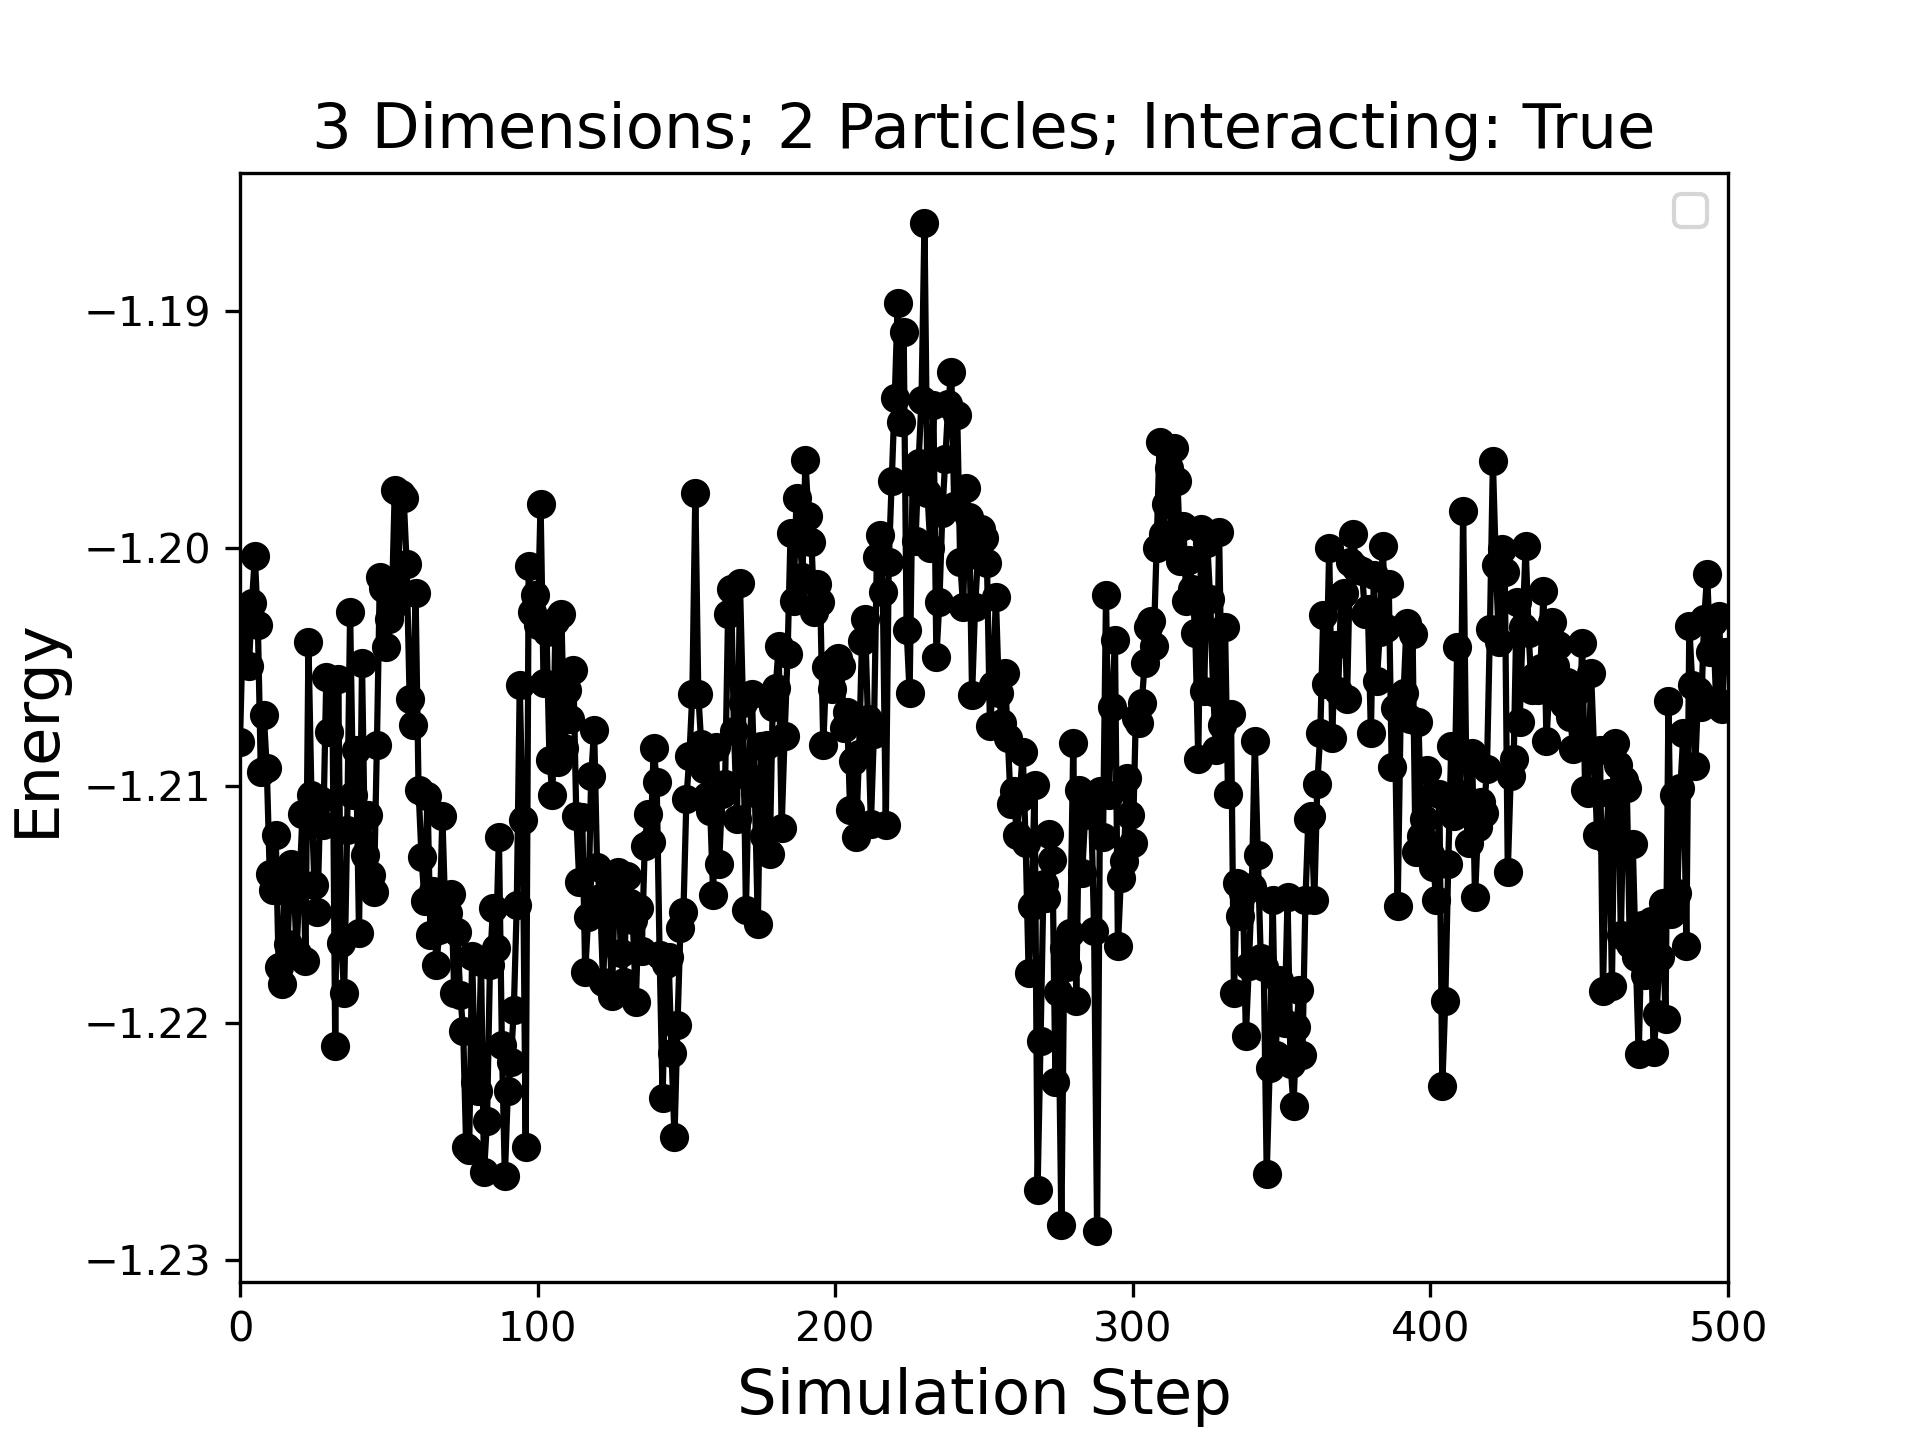 3 Dimensions; 2 Particles; Interacting: True
Energy
−1.19
−1.20
−1.21
−1.22
−1.23
0 100 200 300 400 500
Simulation Step